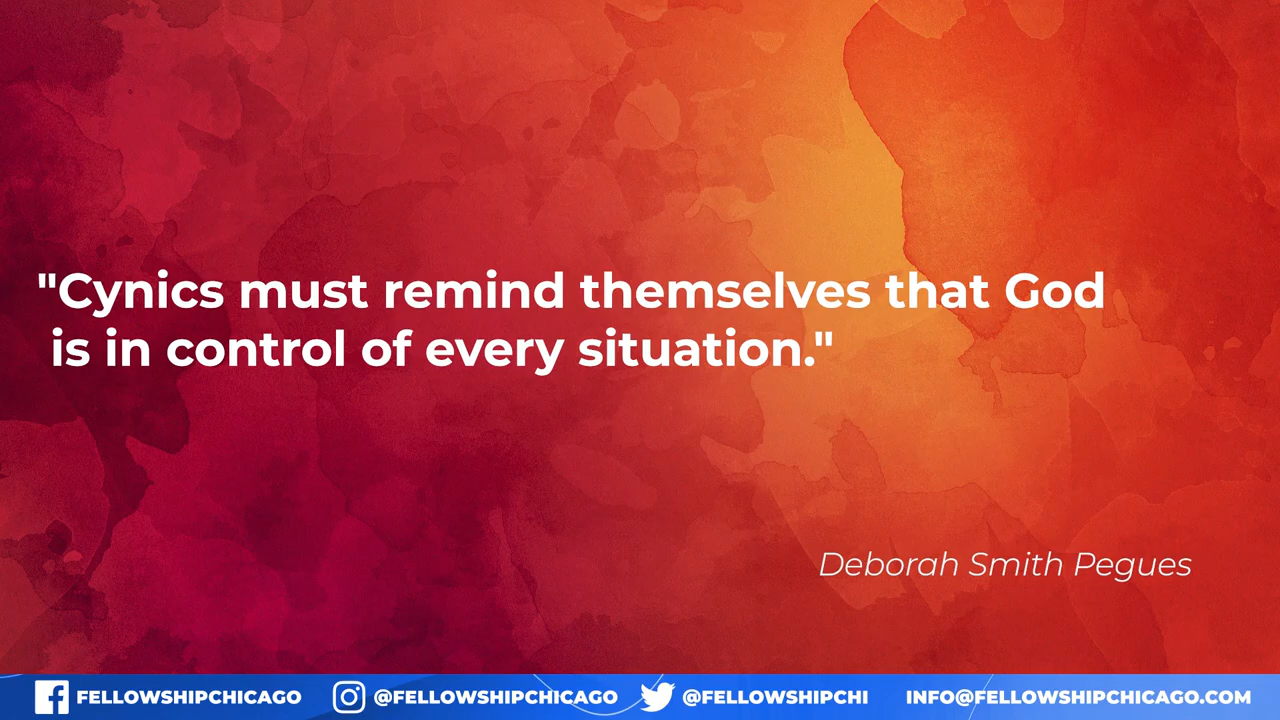 "Cynics must remind themselves that God
is in control of every situation."
Deborah Smith Pegues
FELLOWSHIPCHICAGO @FELLOWSHIPCHICAGO @FELLOWSHIPCHI INFO@FELLOWSHIPCHICAGO.COM